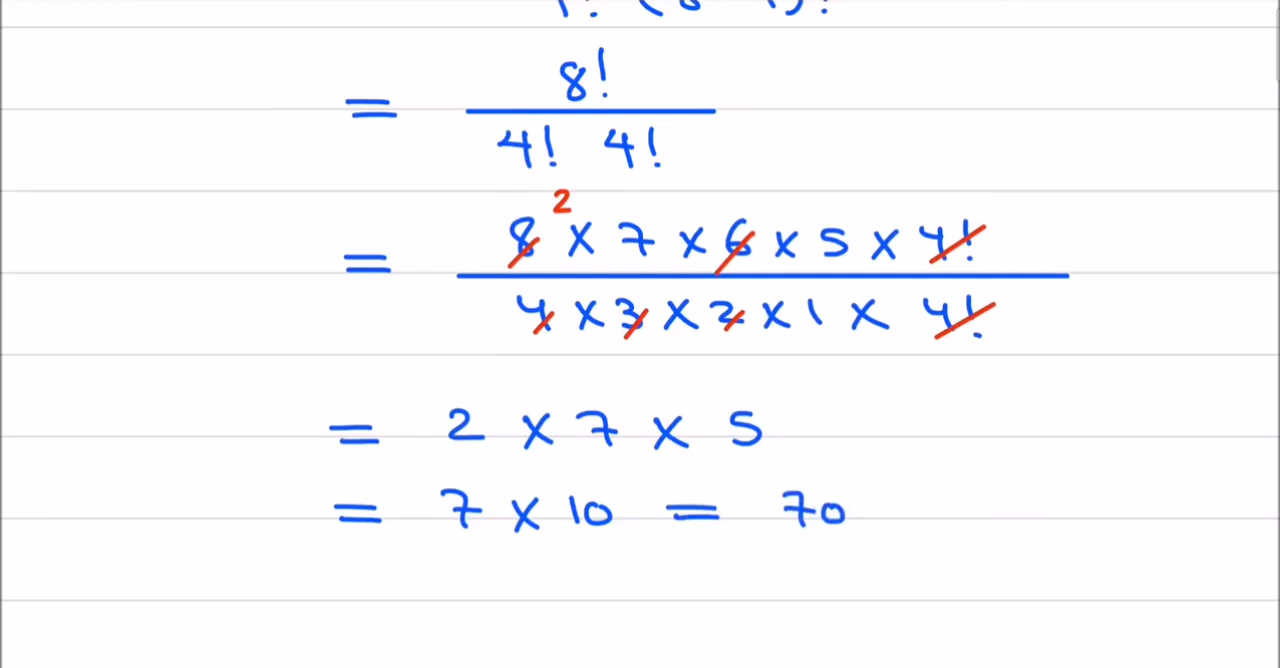 = 8!
4! 4!
2
= 8 x 7 x 6 x 5 x 4!
4 x 3 x 2 x 1 x 4!
= 2 x 7 x 5
= 7 x 10 = 70